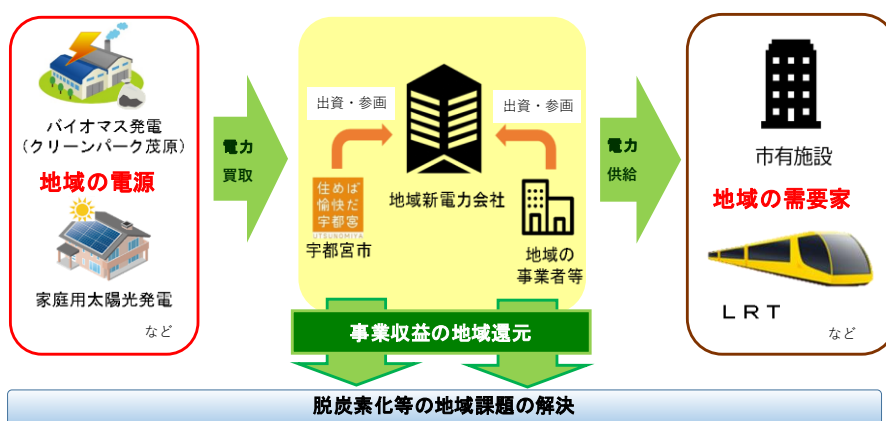 バイオマス発電
(クリーンパーク茂原)
地域の電源
家庭用太陽光発電
など
電力
買取
出資・参画
出資・参画
地域新電力会社
住めば
愉快だ
宇都宮
UTSUNOMIYA
宇都宮市
地域の
事業者等
電力
供給
市有施設
地域の需要家
LRT
など
事業収益の地域還元
脱炭素化等の地域課題の解決